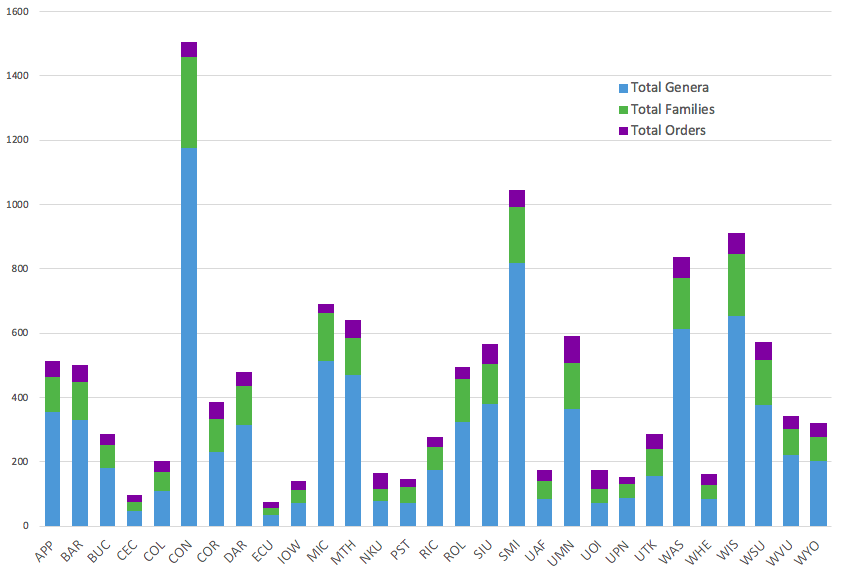 1600
1400
1200
1000
800
600
400
200
0
Total Genera
Total Families
Total Orders
APP BAR BUC CEC COL CON COR DAR ECU IOW MIC MTH NKU PST RIC ROL SIU SMI UAF UMN UOI UPN UTK WAS WHE WIS WSU WVU WYO